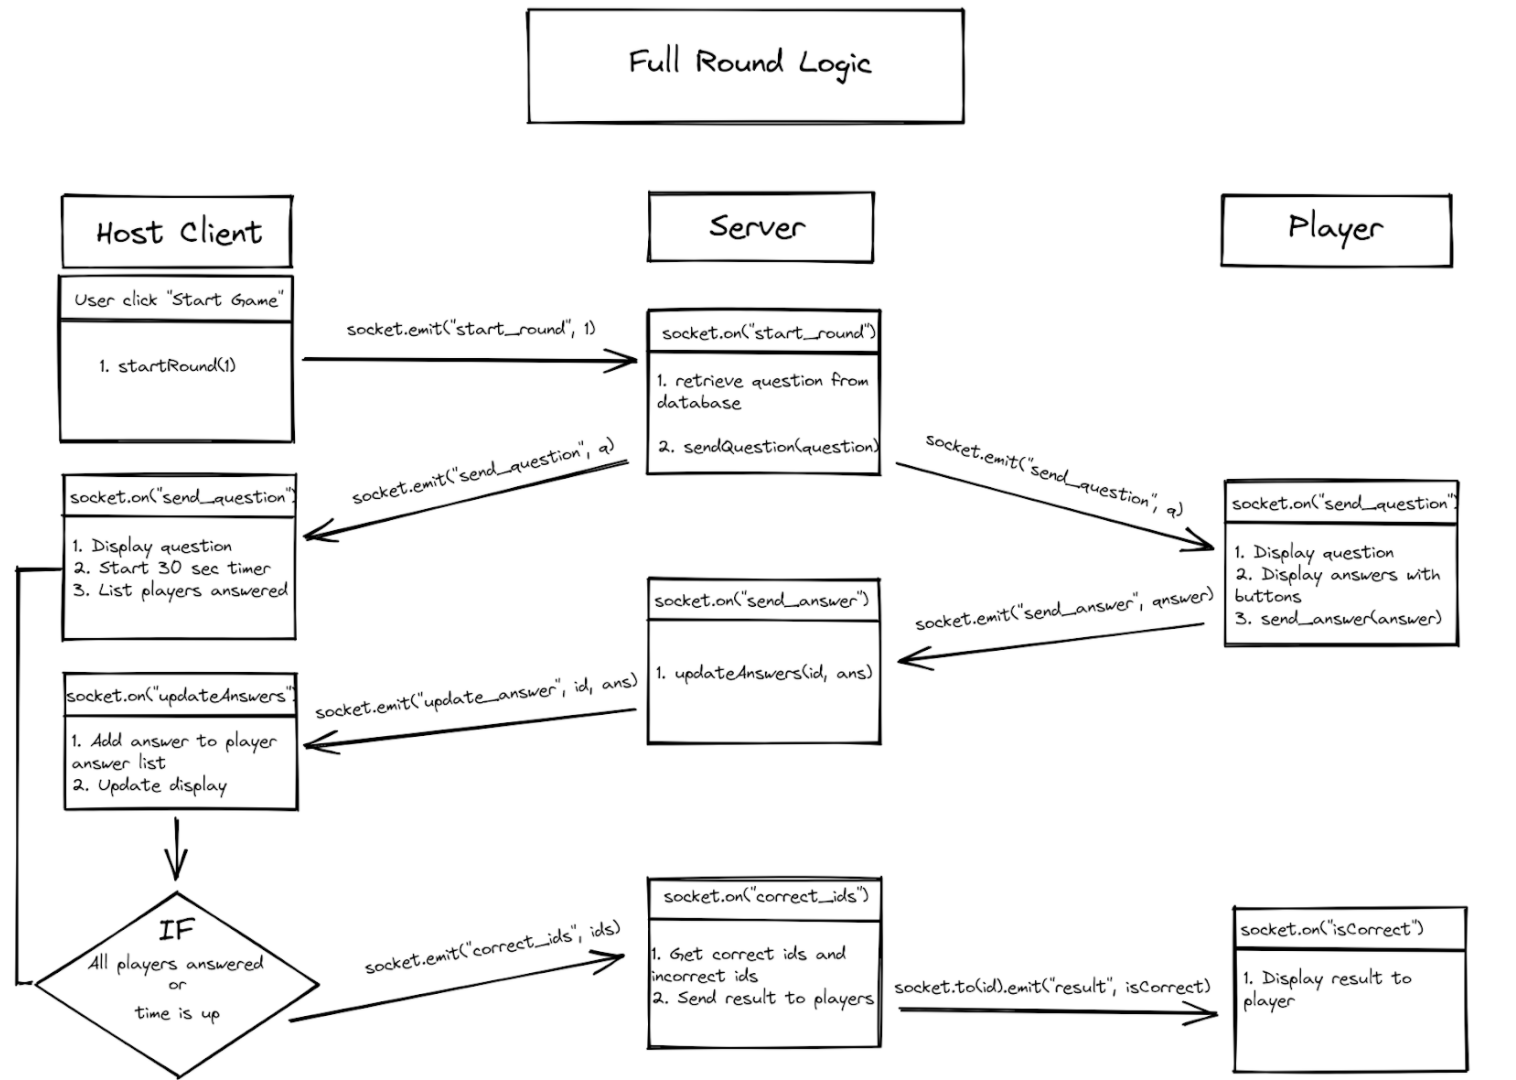 Full Round Logic
Host Client
Server
Player
User click "Start Game"
1. startRound(1)
socket.emit("start_round", 1)
socket.on("start_round")
1. retrieve question from
database
2. sendQuestion(question)
socket.emit("send_question", q)
socket.emit("send_question", q)
socket.on("send_question")
1. Display question
2. Start 30 sec timer
3. List players answered
socket.on("send_question")
1. Display question
2. Display answers with
buttons
3. send_answer(answer)
socket.emit("send_answer", answer)
socket.on("send_answer")
1. updateAnswers(id, ans)
socket.emit("update_answer", id, ans)
socket.on("updateAnswers")
1. Add answer to player
answer list
2. Update display
IF
All players answered
or
time is up
socket.emit("correct_ids", ids)
socket.on("correct_ids")
1. Get correct ids and
incorrect ids
2. Send result to players
socket.to(id).emit("result", isCorrect)
socket.on("isCorrect")
1. Display result to
player